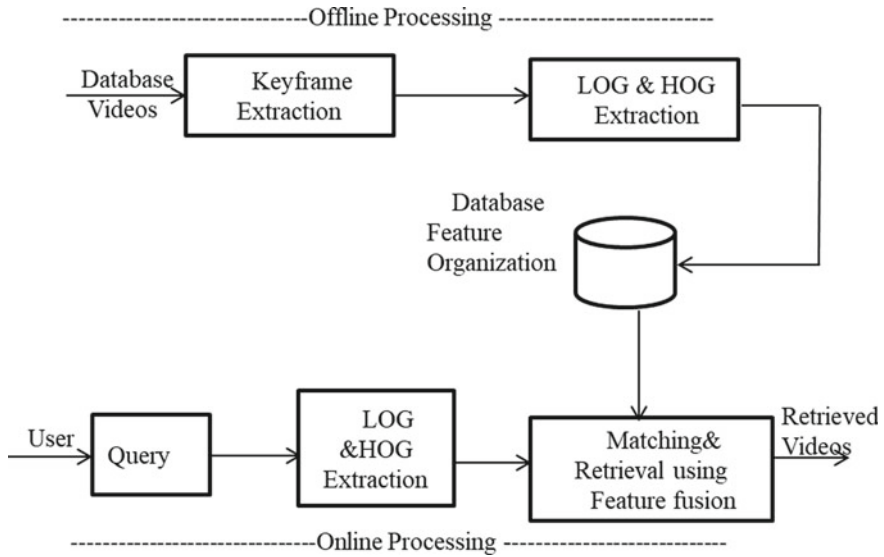 Offline Processing
Database
Videos
Keyframe
Extraction
LOG & HOG
Extraction
Database
Feature
Organization
User
Query
LOG
&HOG
Extraction
Matching&
Retrieval using
Feature fusion
Retrieved
Videos
Online Processing